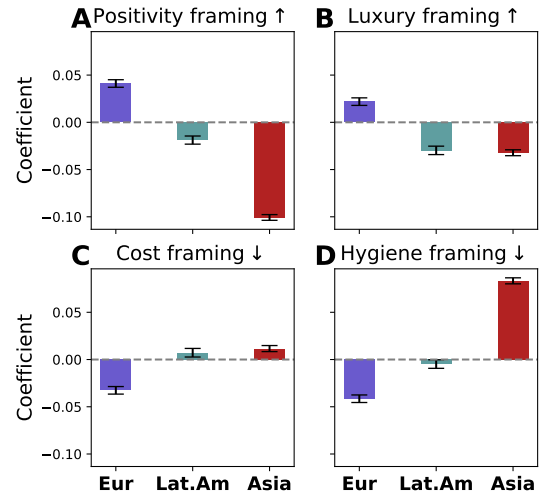 A Positivity framing ↑
B Luxury framing ↑
Coefficient
0.05
0.00
−0.05
−0.10
C Cost framing ↓
D Hygiene framing ↓
Coefficient
0.05
0.00
−0.05
−0.10
Eur Lat.Am Asia
Eur Lat.Am Asia